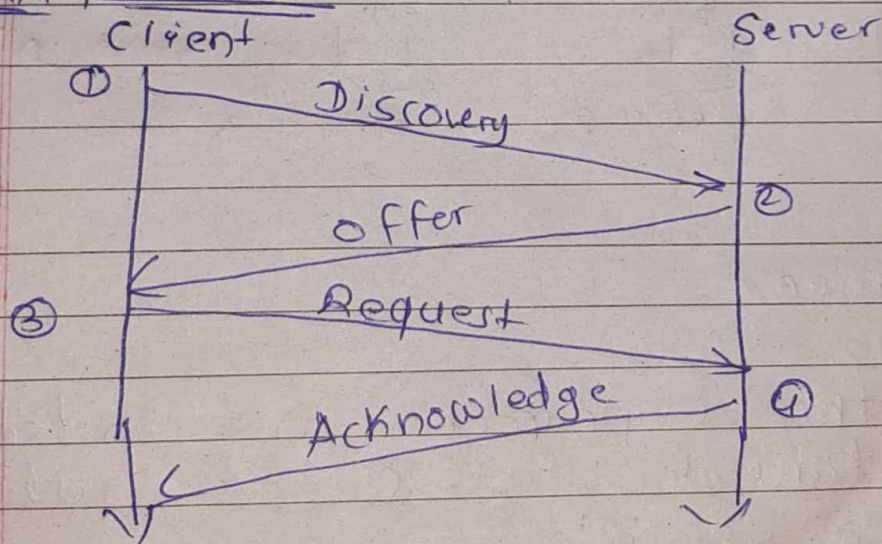 Client Server
① Discovery
②
offer
③ Request
Acknowledge ④